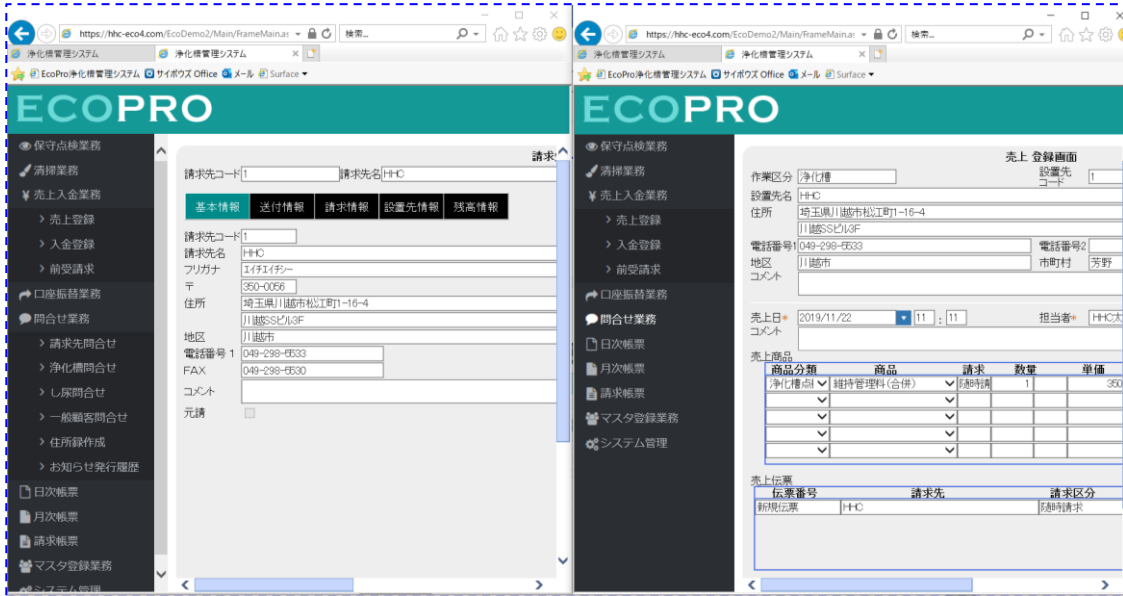 https://hhc-eco4.com/EcoDemo2/Main/FrameMain.as
検索...
浄化槽管理システム
浄化槽管理システム
EcoPro浄化槽管理システム サイボウズ Office メール Surface
ECOPRO
保守点検業務
清掃業務
¥ 売上入金業務
> 売上登録
> 入金登録
> 前受請求
口座振替業務
問合せ業務
> 請求先問合せ
> 浄化槽問合せ
> し尿問合せ
> 一般顧客問合せ
> 住所録作成
> お知らせ発行履歴
日次帳票
月次帳票
請求帳票
マスタ登録業務
システム管理
請求
請求先コード 1 請求先名 HHC
基本情報 送付情報 請求情報 設置先情報 残高情報
請求先コード 1
請求先名 HHC
フリガナ エイチエイチシー
〒 350-0056
住所 埼玉県川越市松江町1-16-4
川越SSビル3F
地区 川越市
電話番号 1 049-298-5533
FAX 049-298-5530
コメント
元請
https://hhc-eco4.com/EcoDemo2/Main/FrameMain.as
検索...
浄化槽管理システム
浄化槽管理システム
EcoPro浄化槽管理システム サイボウズ Office メール Surface
ECOPRO
保守点検業務
清掃業務
¥ 売上入金業務
> 売上登録
> 入金登録
> 前受請求
口座振替業務
問合せ業務
日次帳票
月次帳票
請求帳票
マスタ登録業務
システム管理
売上 登録画面
作業区分 浄化槽 設置先コード 1
設置先名 HHC
住所 埼玉県川越市松江町1-16-4
川越SSビル3F
電話番号1 049-298-5533 電話番号2
地区 川越市 市町村 芳野
コメント
売上日* 2019/11/22 11 : 11 担当者* HHC太
コメント
売上商品
商品分類 商品 請求 数量 単価
浄化槽点 維持管理料(合併) 随時請 1 350
売上伝票
伝票番号 請求先 請求区分
新規伝票 HHC 随時請求